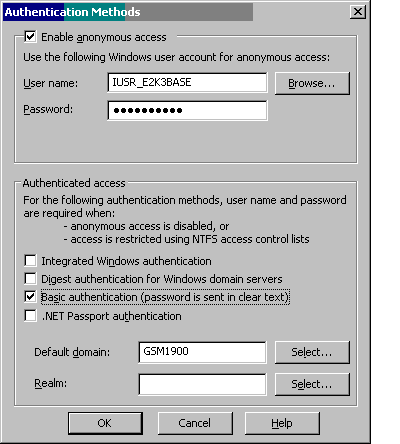 Authentication Methods
Enable anonymous access
Use the following Windows user account for anonymous access:
User name:
IUSR_E2K3BASE
Browse...
Password:
●●●●●●●●●●
Authenticated access
For the following authentication methods, user name and password
are required when:
- anonymous access is disabled, or
- access is restricted using NTFS access control lists
Integrated Windows authentication
Digest authentication for Windows domain servers
Basic authentication (password is sent in clear text)
.NET Passport authentication
Default domain:
GSM1900
Select...
Realm:
Select...
OK
Cancel
Help